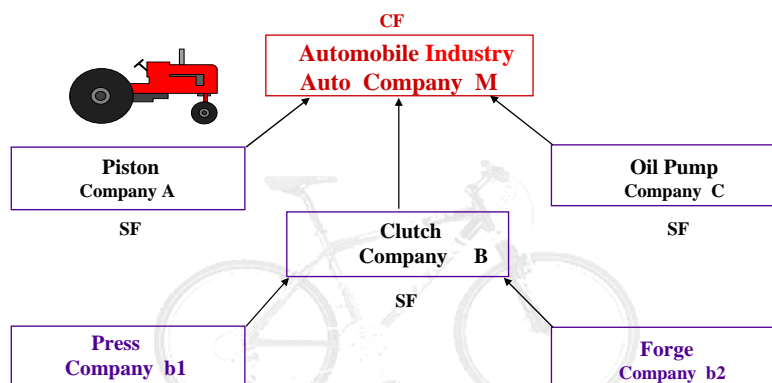 CF
Automobile Industry
Auto Company M
Piston
Company A
Oil Pump
Company C
SF
SF
Clutch
Company B
SF
Press
Company b1
Forge
Company b2